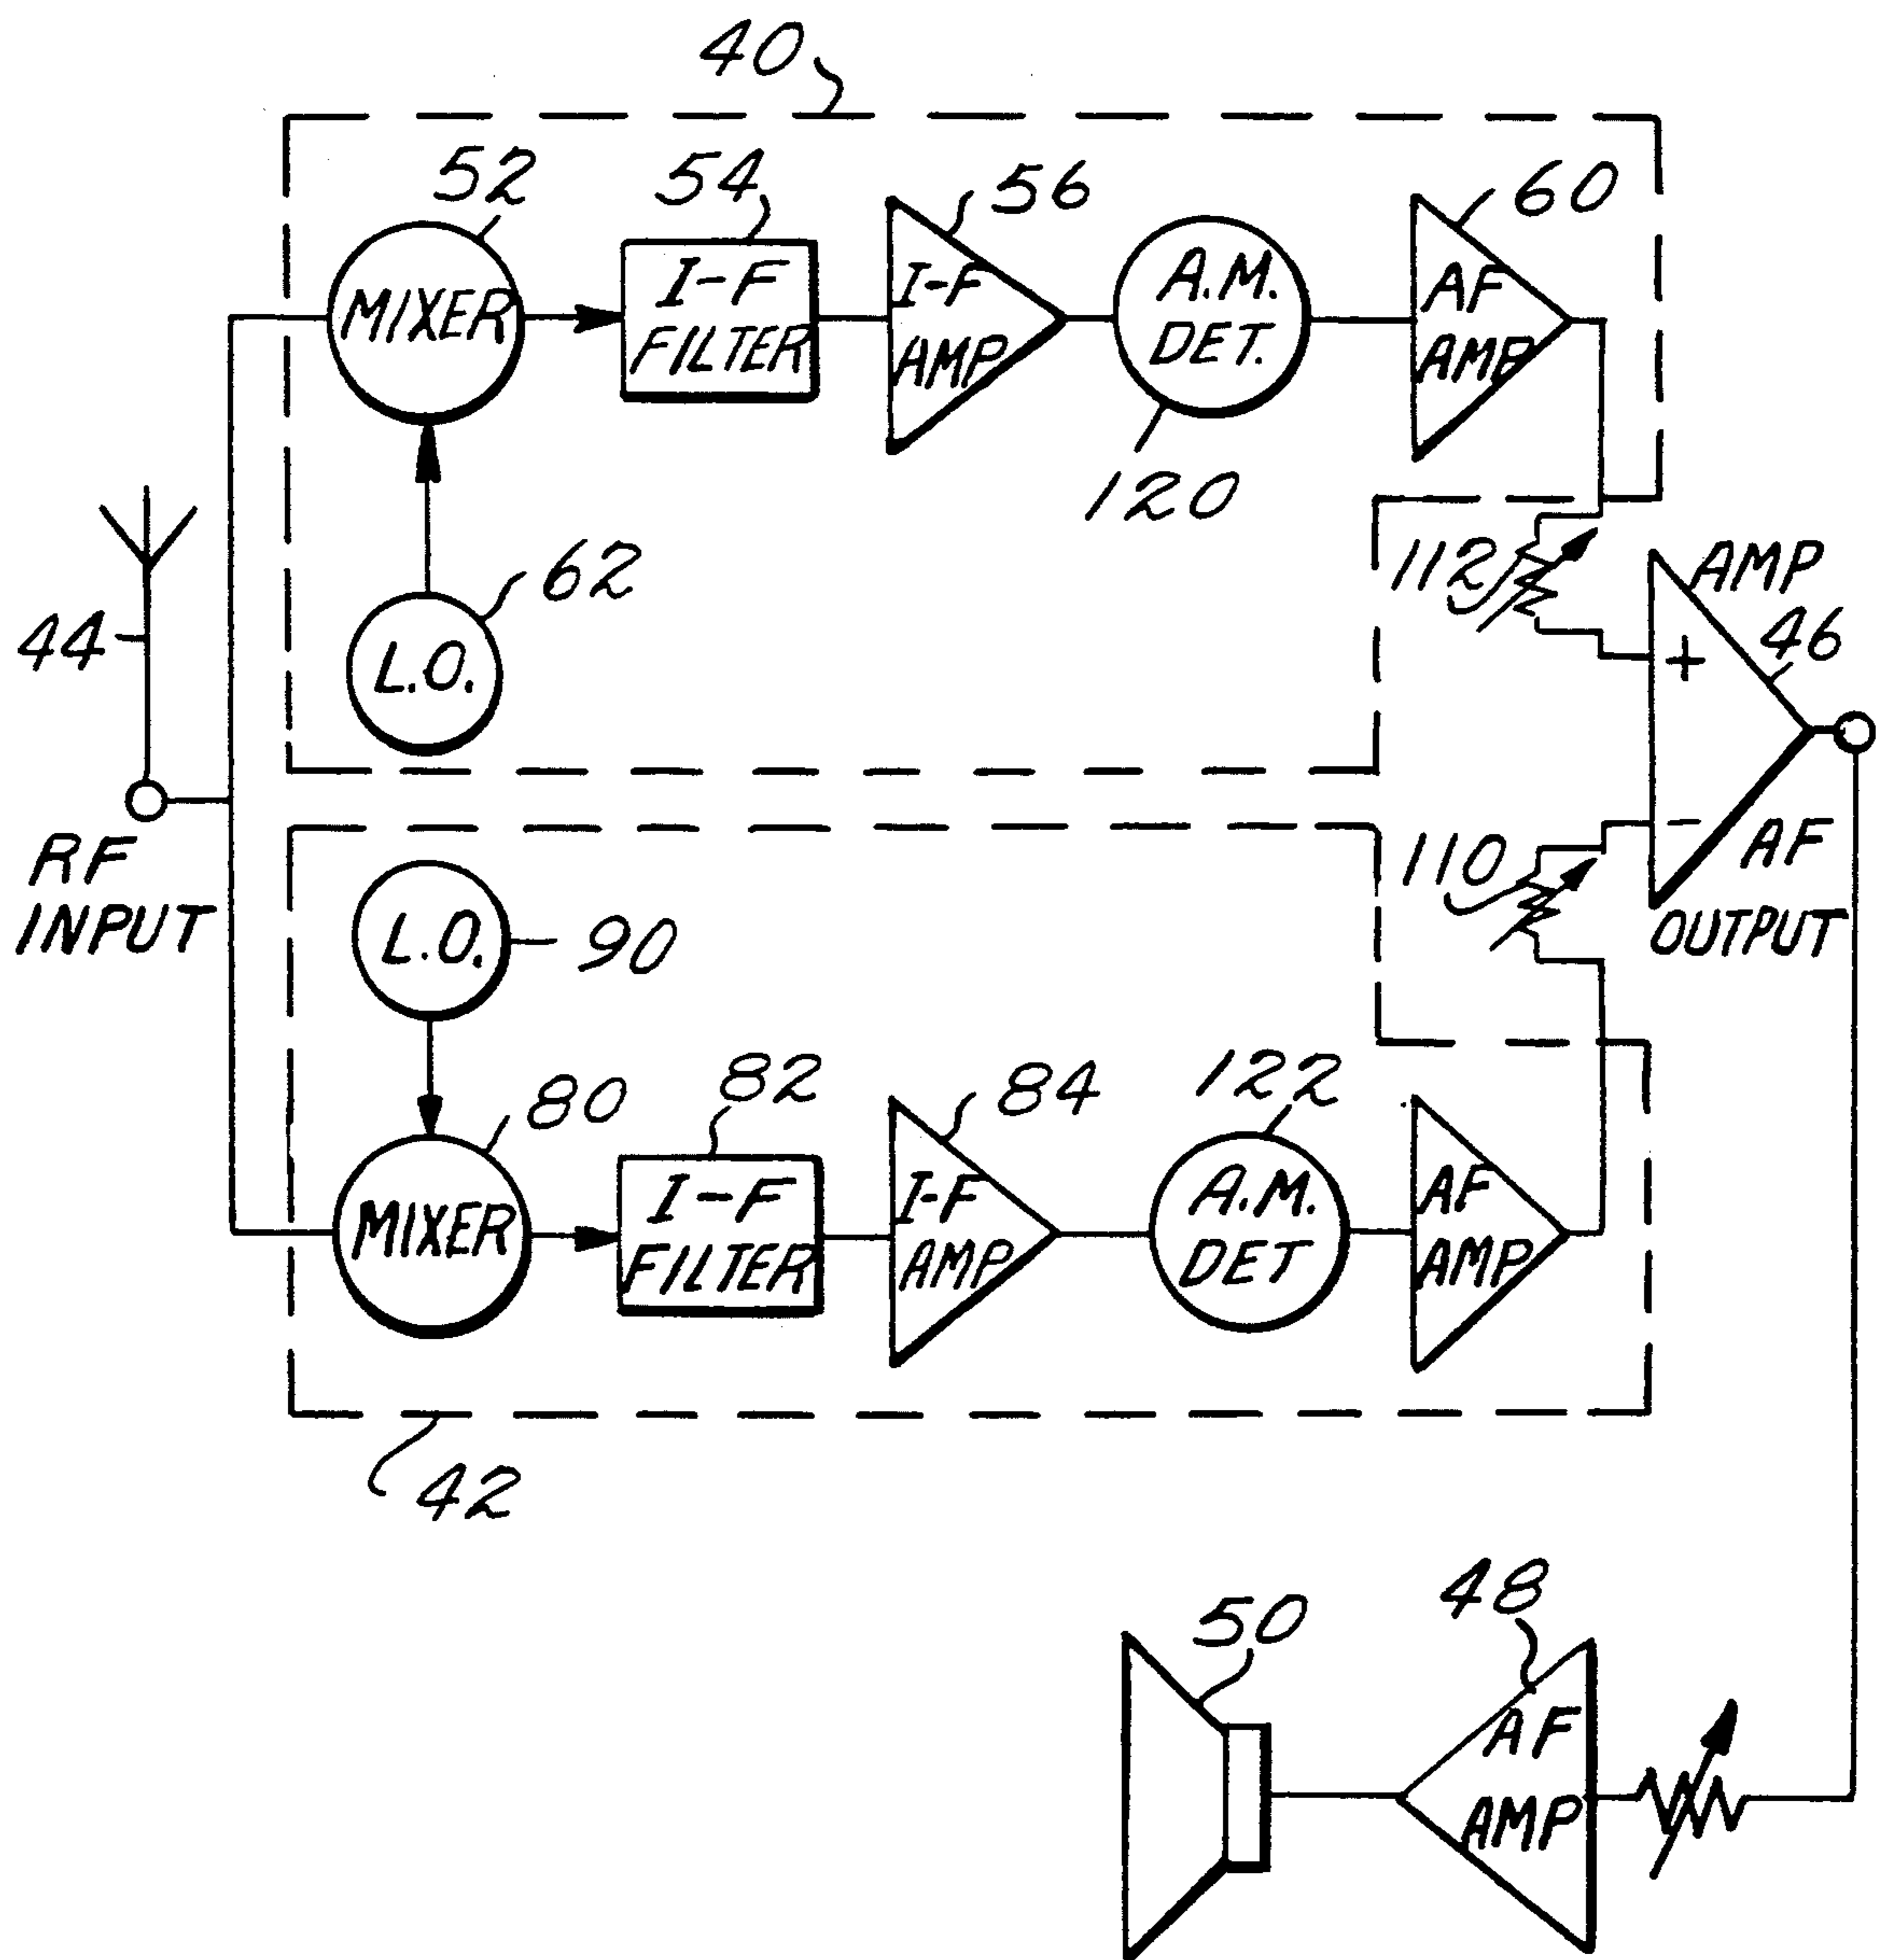 40
52
54
56
60
MIXER
I-F
FILTER
I-F
AMP
A.M.
DET.
AF
AMP
120
62
L.O.
44
112
AMP
46
+
-
AF
OUTPUT
110
RF
INPUT
L.O.
90
80
82
84
122
MIXER
I-F
FILTER
I-F
AMP
A.M.
DET
AF
AMP
42
50
48
AF
AMP